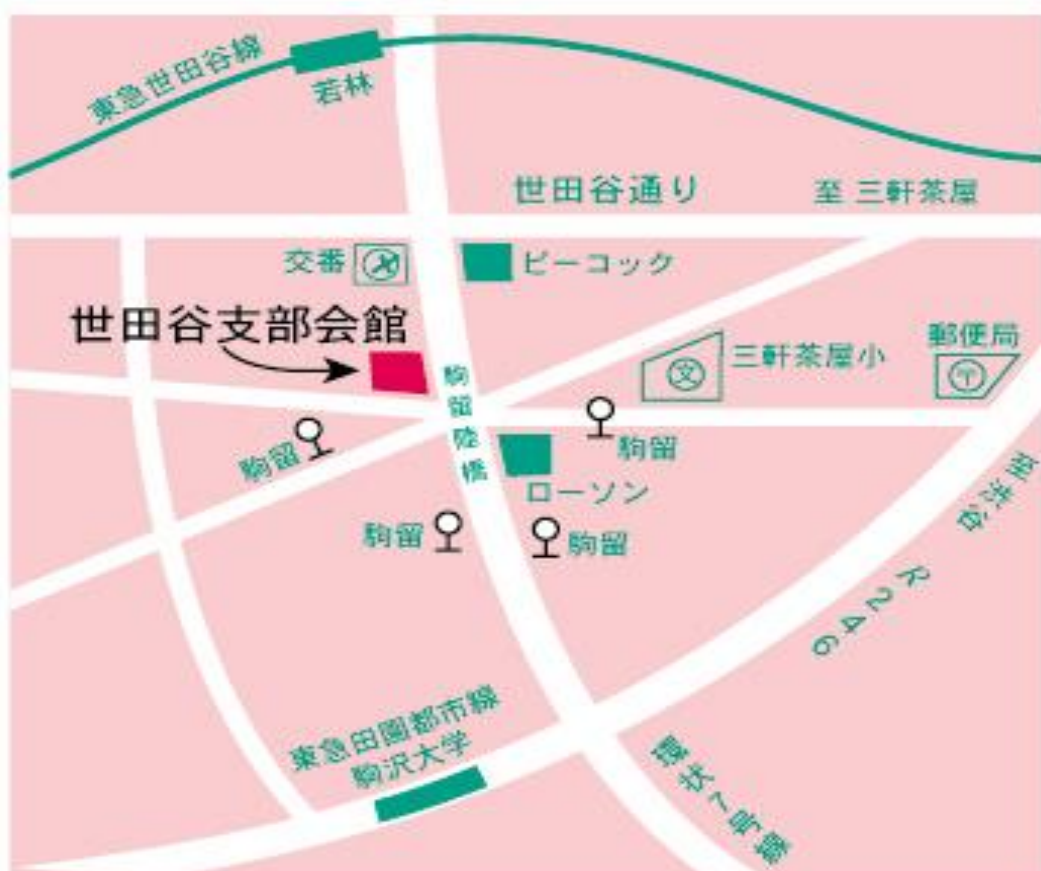 東急世田谷線
若林
世田谷通り
至 三軒茶屋
交番
ピーコック
世田谷支部会館
駒留陸橋
三軒茶屋小
文
郵便局
〒
駒留
駒留
ローソン
駒留
駒留
至渋谷
R246
東急田園都市線
駒沢大学
環状7号線